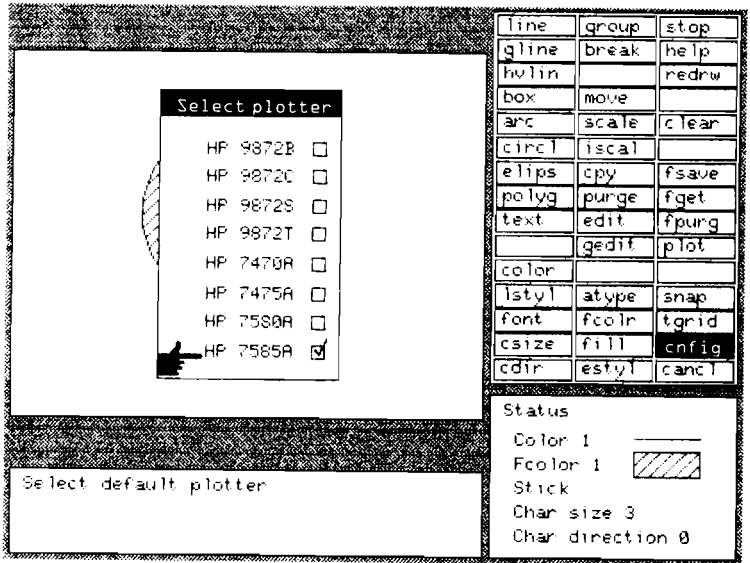 Select plotter
HP 9872B
HP 9872C
HP 9872S
HP 9872T
HP 7470A
HP 7475A
HP 7580A
HP 7585A
line group stop
gline break help
hvlin redrw
box move
arc scale clear
circl iscal
elips cpy fsave
polyg purge fget
text edit fpurg
gedit plot
color
lstyl atype snap
font fcolr tgrid
csize fill cnfig
cdir estyl cancl
Status
Color 1
Fcolor 1
Stick
Char size 3
Char direction 0
Select default plotter